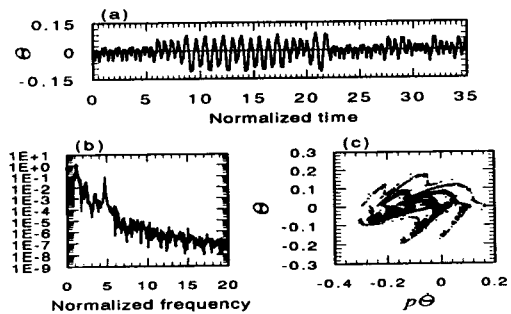 (a)
0.15
Θ 0
-0.15
0 5 10 15 20 25 30 35
Normalized time
(b)
1E+1
1E+0
1E-1
1E-2
1E-3
1E-4
1E-5
1E-6
1E-7
1E-8
1E-9
0 5 10 15 20
Normalized frequency
(c)
0.3
0.2
0.1
Θ 0
-0.1
-0.2
-0.3
-0.4 -0.2 0 0.2
pΘ̇